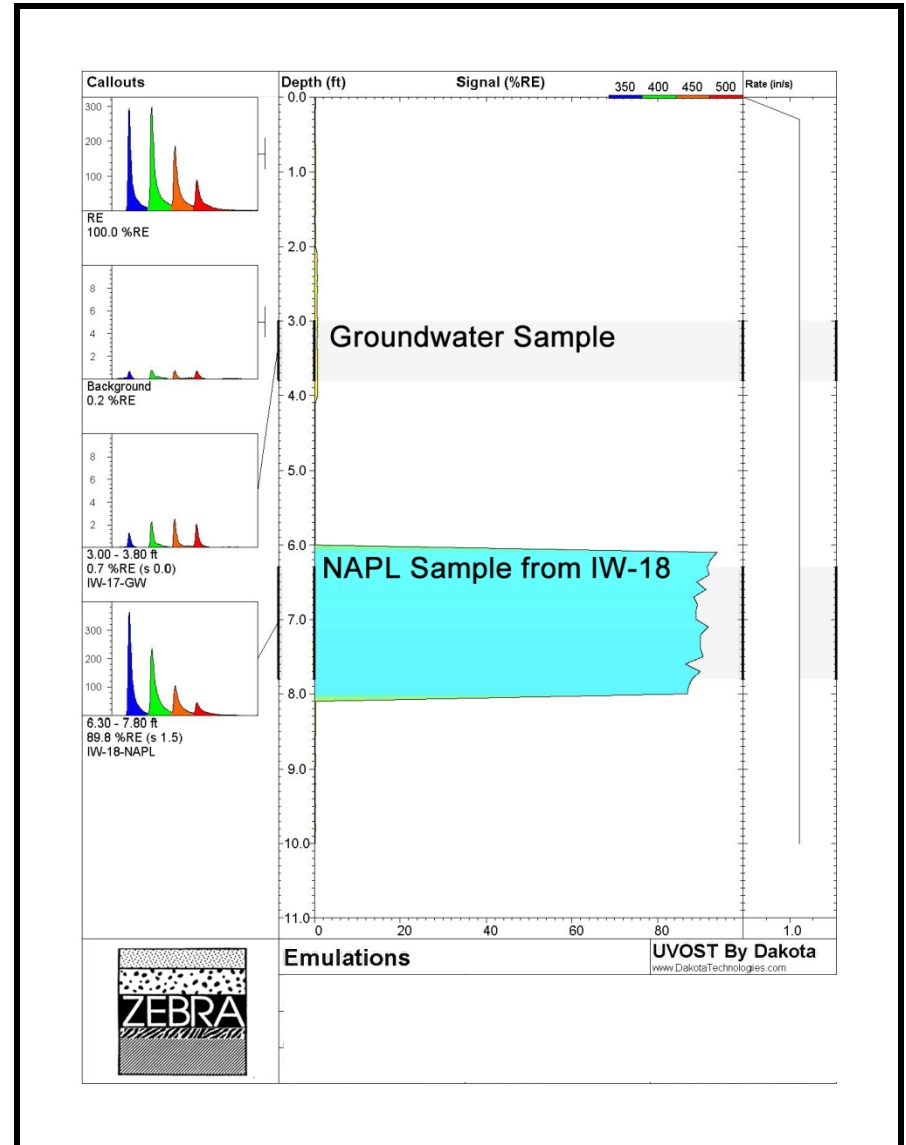 Callouts
Depth (ft)
Signal (%RE)
350 400 450 500
Rate (in/s)
300
200
100
RE
100.0 %RE
8
6
4
2
Background
0.2 %RE
8
6
4
2
3.00 - 3.80 ft
0.7 %RE (s 0.0)
IW-17-GW
300
200
100
6.30 - 7.80 ft
89.8 %RE (s 1.5)
IW-18-NAPL
0.0
1.0
2.0
3.0
Groundwater Sample
4.0
5.0
6.0
NAPL Sample from IW-18
7.0
8.0
9.0
10.0
11.0
0 20 40 60 80
1.0
ZEBRA
Emulations
UVOST By Dakota
www.DakotaTechnologies.com